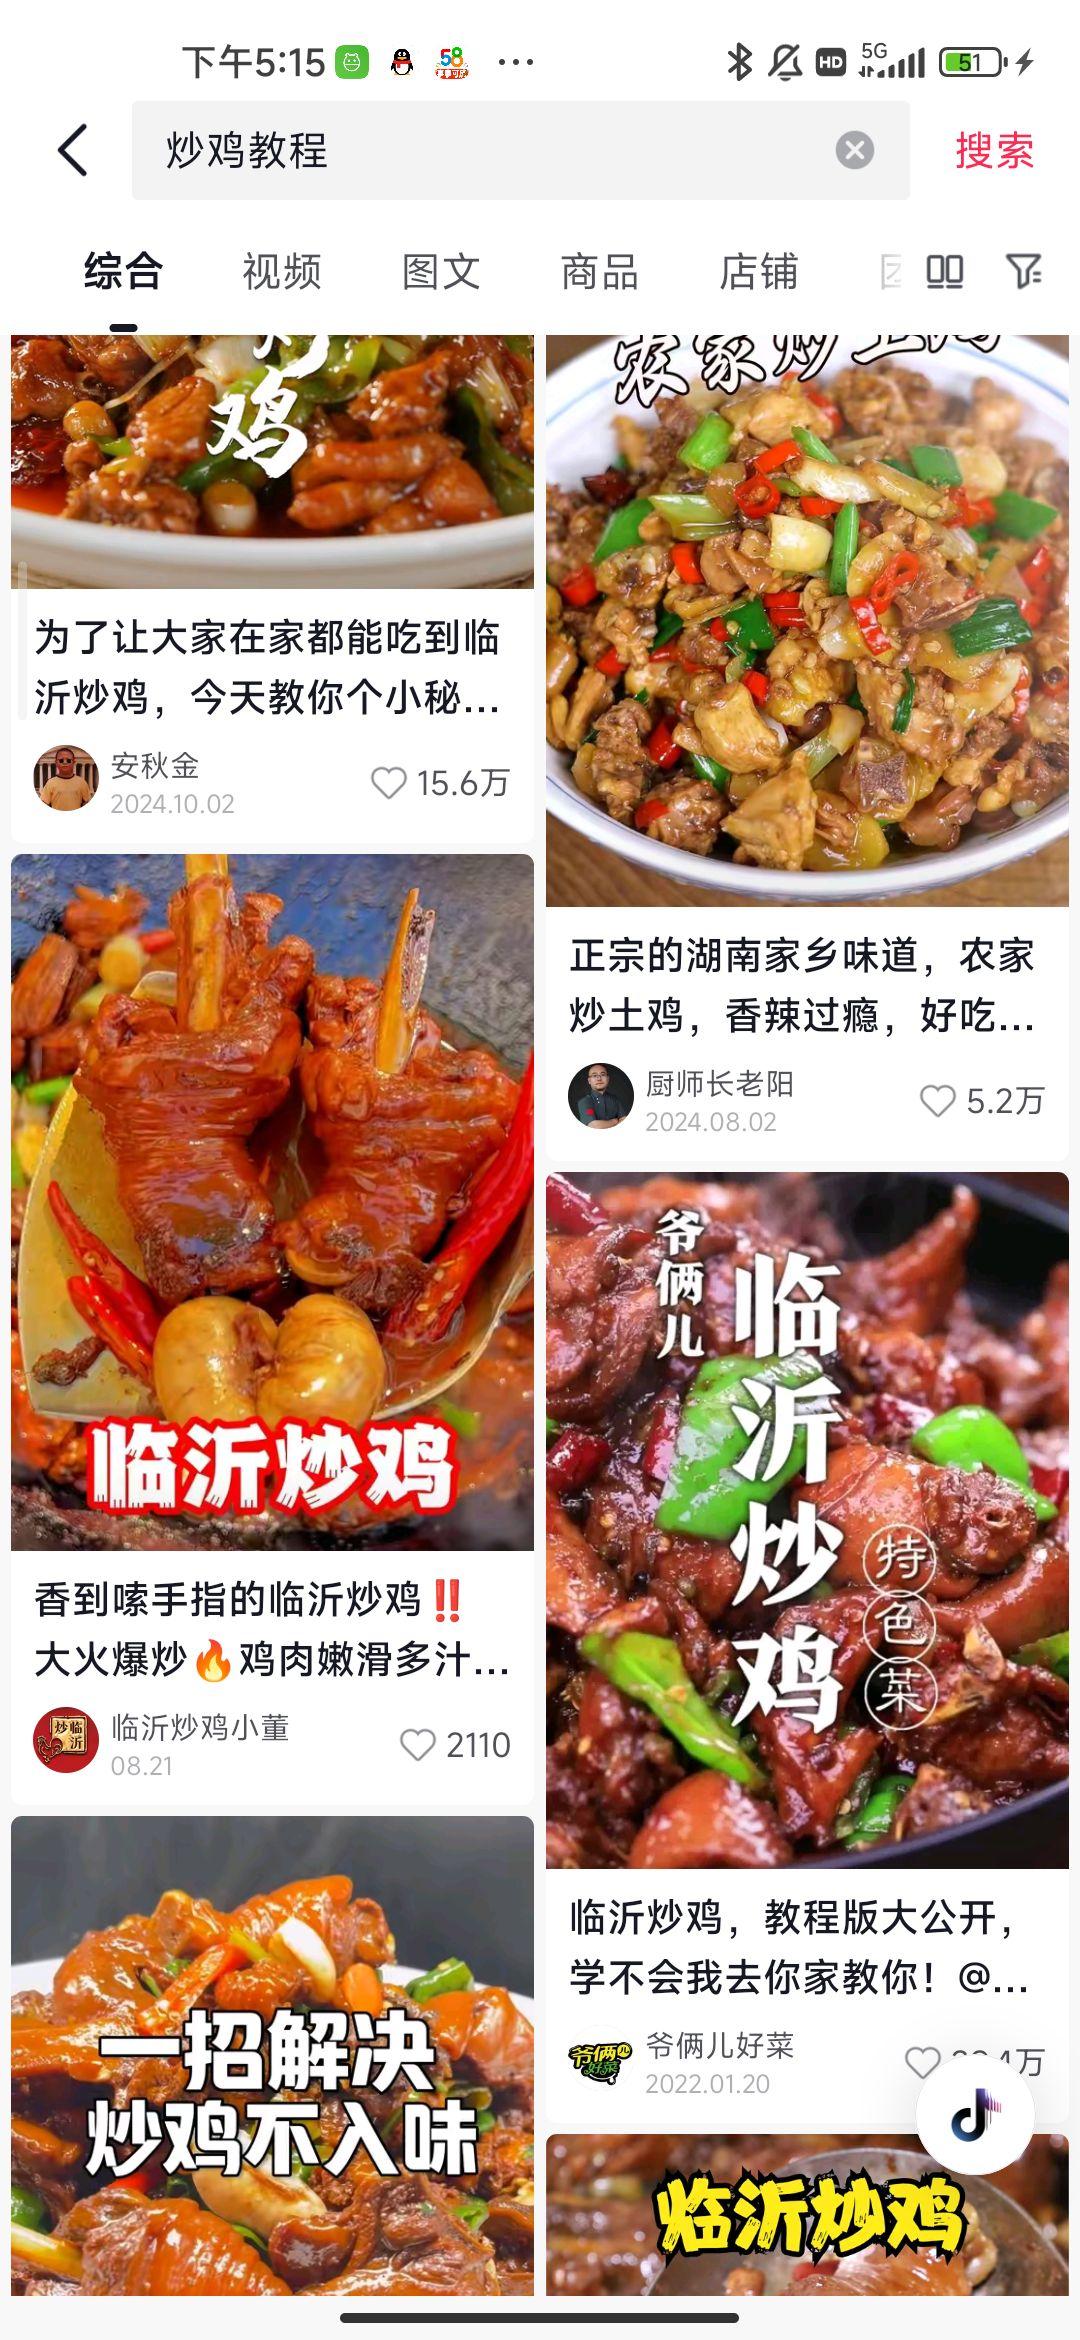 下午5:15
58
HD
5G
51
炒鸡教程
搜索
综合
视频
图文
商品
店铺
鸡
为了让大家在家都能吃到临
沂炒鸡，今天教你个小秘...
安秋金
2024.10.02
15.6万
农家炒土鸡
正宗的湖南家乡味道，农家
炒土鸡，香辣过瘾，好吃...
厨师长老阳
2024.08.02
5.2万
临沂炒鸡
香到嗦手指的临沂炒鸡‼️
大火爆炒🔥鸡肉嫩滑多汁...
炒临沂
临沂炒鸡小董
08.21
2110
爷俩儿
临沂炒鸡
特色菜
临沂炒鸡，教程版大公开，
学不会我去你家教你！@...
爷俩儿好菜
爷俩儿好菜
2022.01.20
一招解决
炒鸡不入味
临沂炒鸡